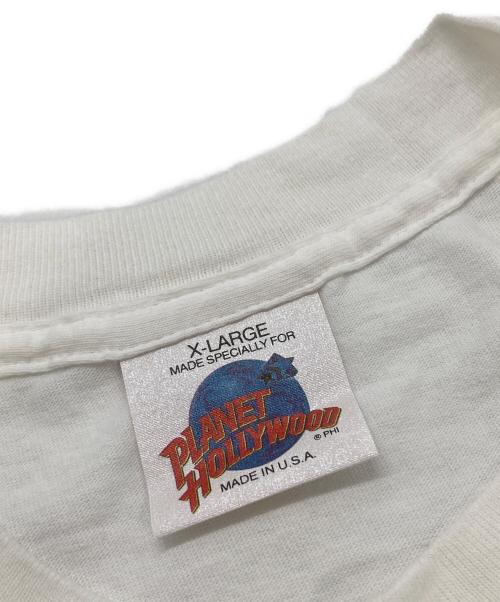 X-LARGE
MADE SPECIALLY FOR
PLANET
HOLLYWOOD
® PHI
MADE IN U.S.A.